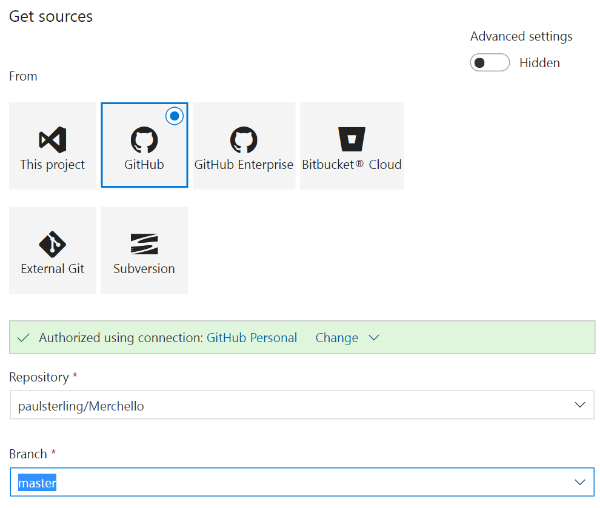 Get sources
Advanced settings
Hidden
From
This project
GitHub
GitHub Enterprise
Bitbucket® Cloud
External Git
Subversion
Authorized using connection: GitHub Personal Change
Repository *
paulsterling/Merchello
Branch *
master